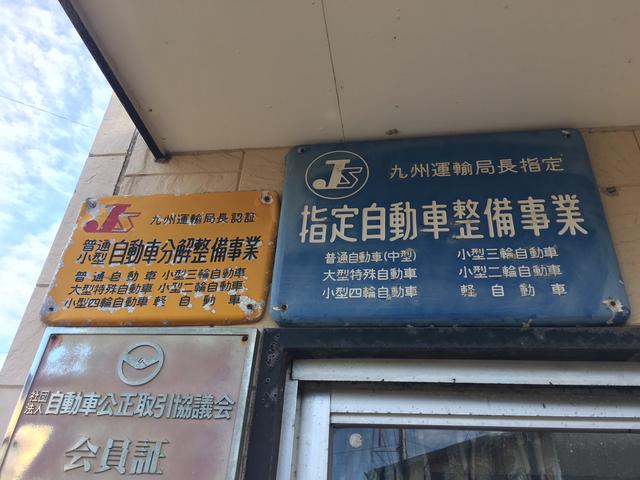 JS
九州運輸局長認証
普通
小型 自動車分解整備事業
普通自動車 小型三輪自動車
大型特殊自動車 小型二輪自動車
小型四輪自動車 軽自動車
JS
九州運輸局長指定
指定自動車整備事業
普通自動車(中型) 小型三輪自動車
大型特殊自動車 小型二輪自動車
小型四輪自動車 軽自動車
社団
法人 自動車公正取引協議会
会員証